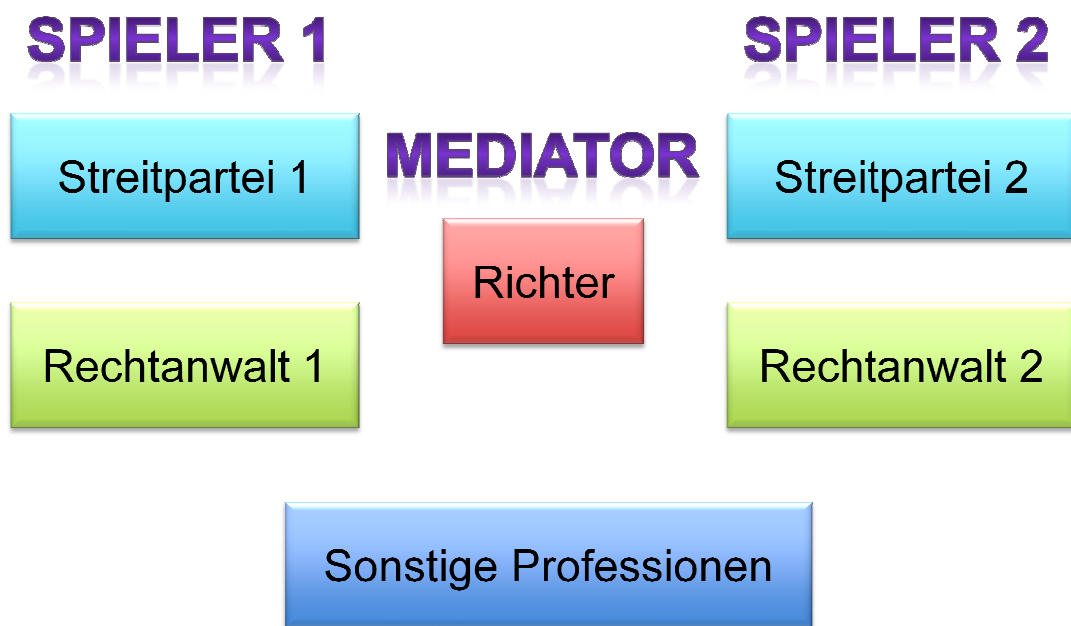 SPIELER 1
SPIELER 2
MEDIATOR
Streitpartei 1
Streitpartei 2
Richter
Rechtanwalt 1
Rechtanwalt 2
Sonstige Professionen